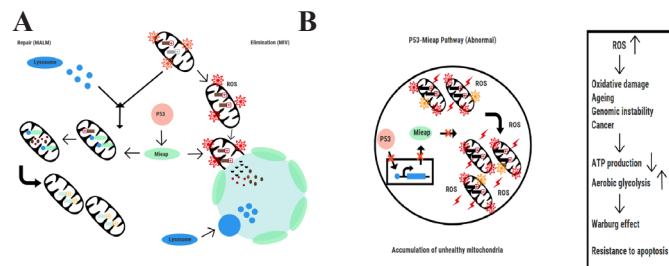 A
Repair (MALM)
Elimination (MIV)
Lysosome
ROS
P53
Mieap
Lysosome
B
P53-Mieap Pathway (Abnormal)
ROS
P53
Mieap
ROS
ROS
Accumulation of unhealthy mitochondria
ROS
Oxidative damage
Ageing
Genomic instability
Cancer
ATP production
Aerobic glycolysis
Warburg effect
Resistance to apoptosis